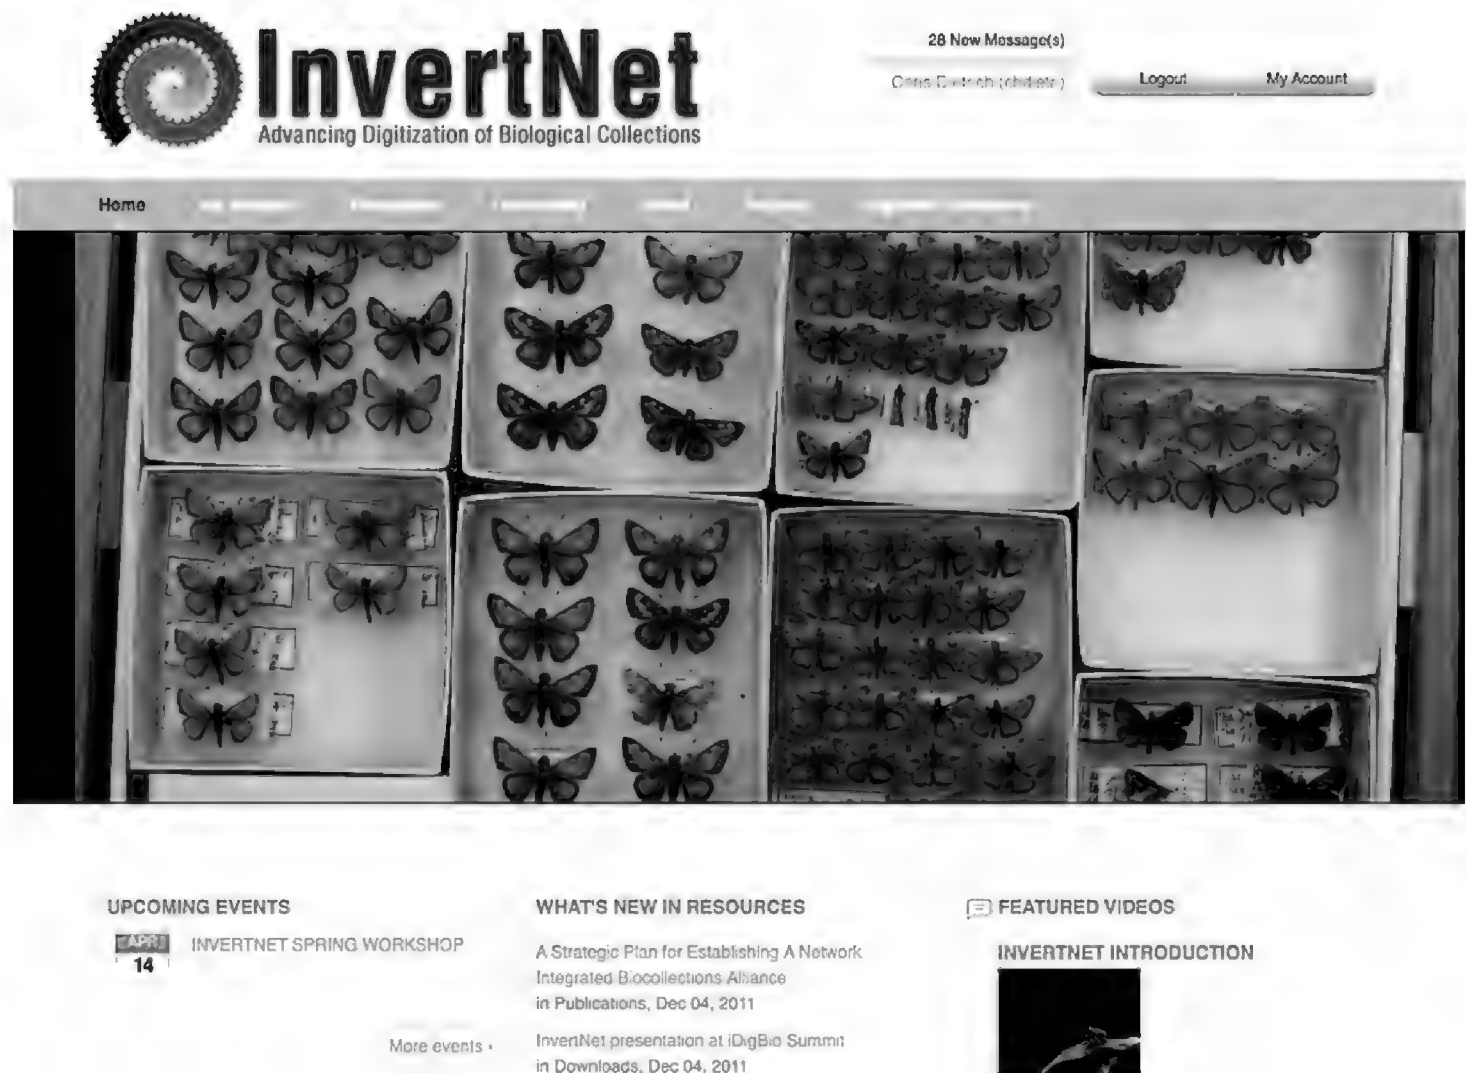 InvertNet
Advancing Digitization of Biological Collections
28 New Message(s)
Logout
My Account
Home
UPCOMING EVENTS
APR
14
INVERTNET SPRING WORKSHOP
More events
WHAT'S NEW IN RESOURCES
A Strategic Plan for Establishing A Network
Integrated Biocollections Alliance
in Publications, Dec 04, 2011
InvertNet presentation at iDigBio Summit
in Downloads, Dec 04, 2011
FEATURED VIDEOS
INVERTNET INTRODUCTION